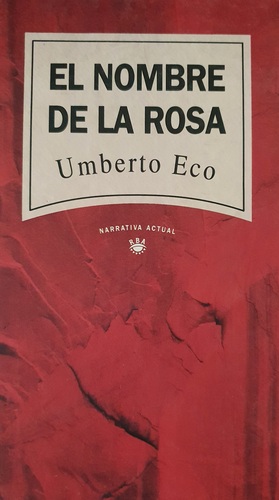 EL NOMBRE
DE LA ROSA
Umberto Eco
NARRATIVA ACTUAL
RBA